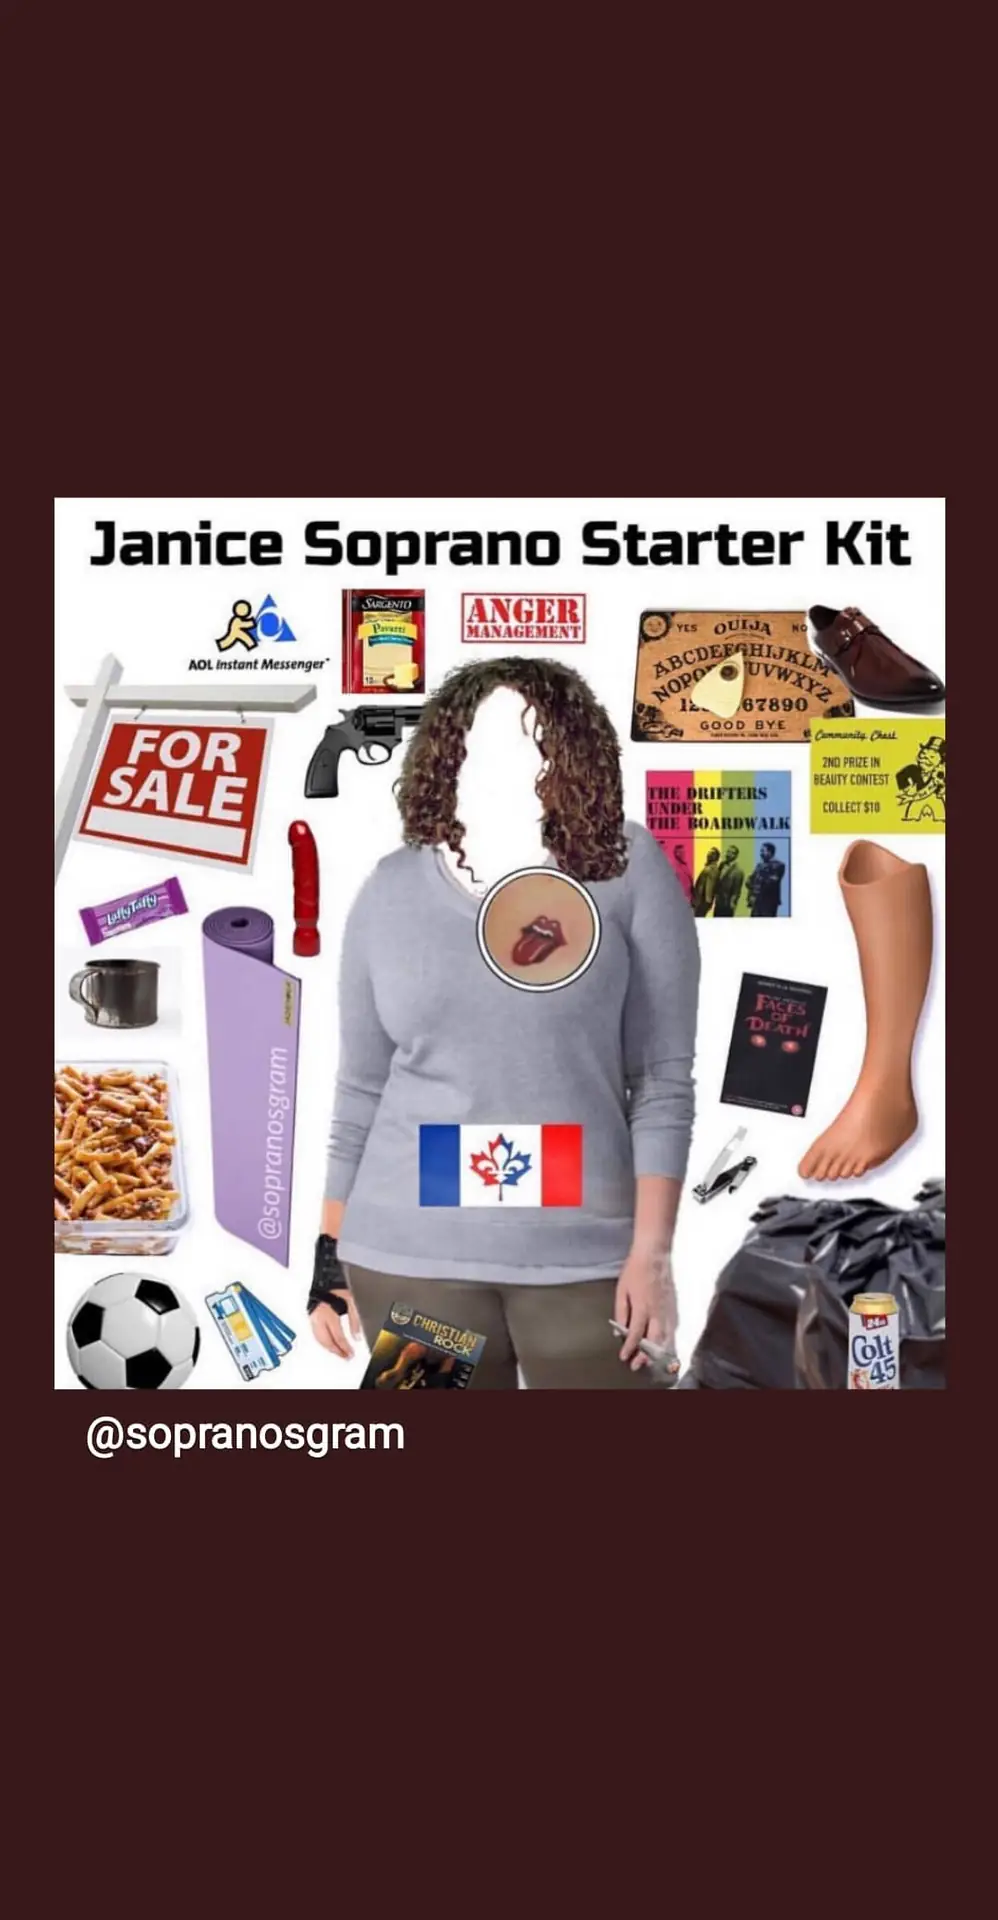 Janice Soprano Starter Kit
AOL Instant Messenger
SARGENTO
ANGER
MANAGEMENT
YES OUIJA NO
GOOD BYE
FOR
SALE
Community Chest
2ND PRIZE IN
BEAUTY CONTEST
COLLECT $10
THE DRIFTERS
UNDER
THE BOARDWALK
Laffy Taffy
@sopranosgram
FACES
OF
DEATH
CHRISTIAN
ROCK
Colt
45
@sopranosgram